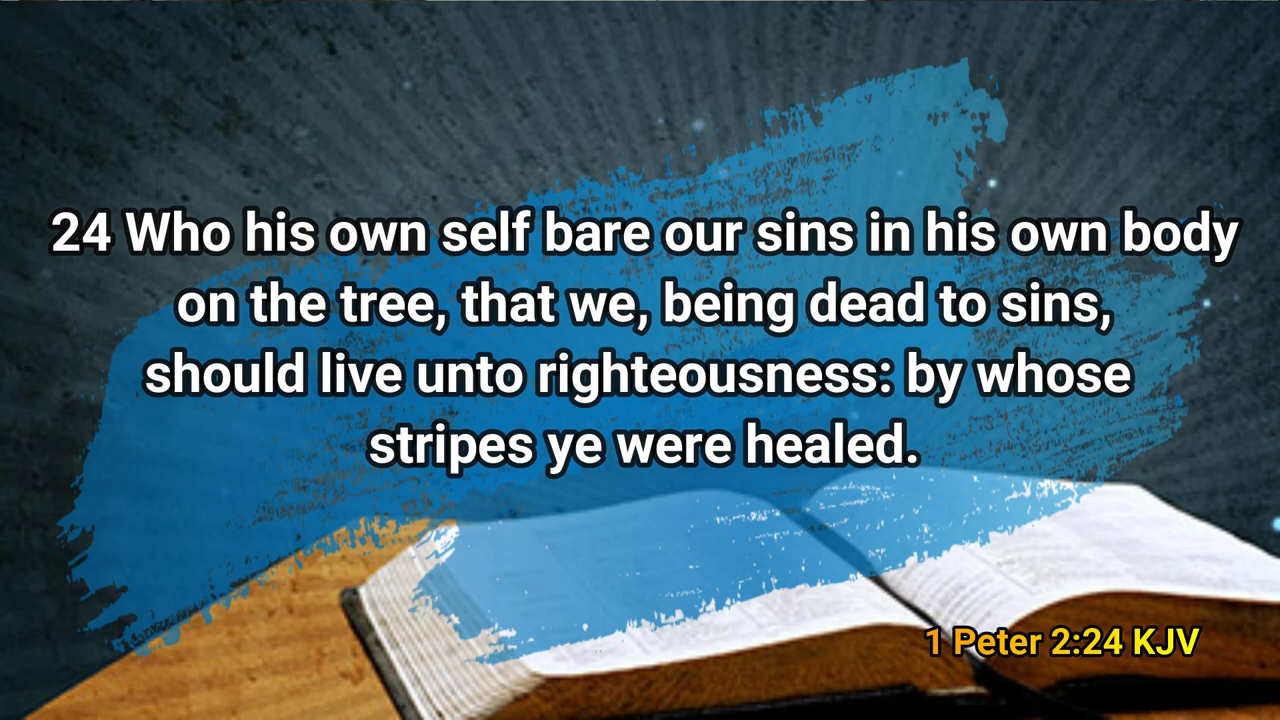 24 Who his own self bare our sins in his own body
on the tree, that we, being dead to sins,
should live unto righteousness: by whose
stripes ye were healed.
1 Peter 2:24 KJV